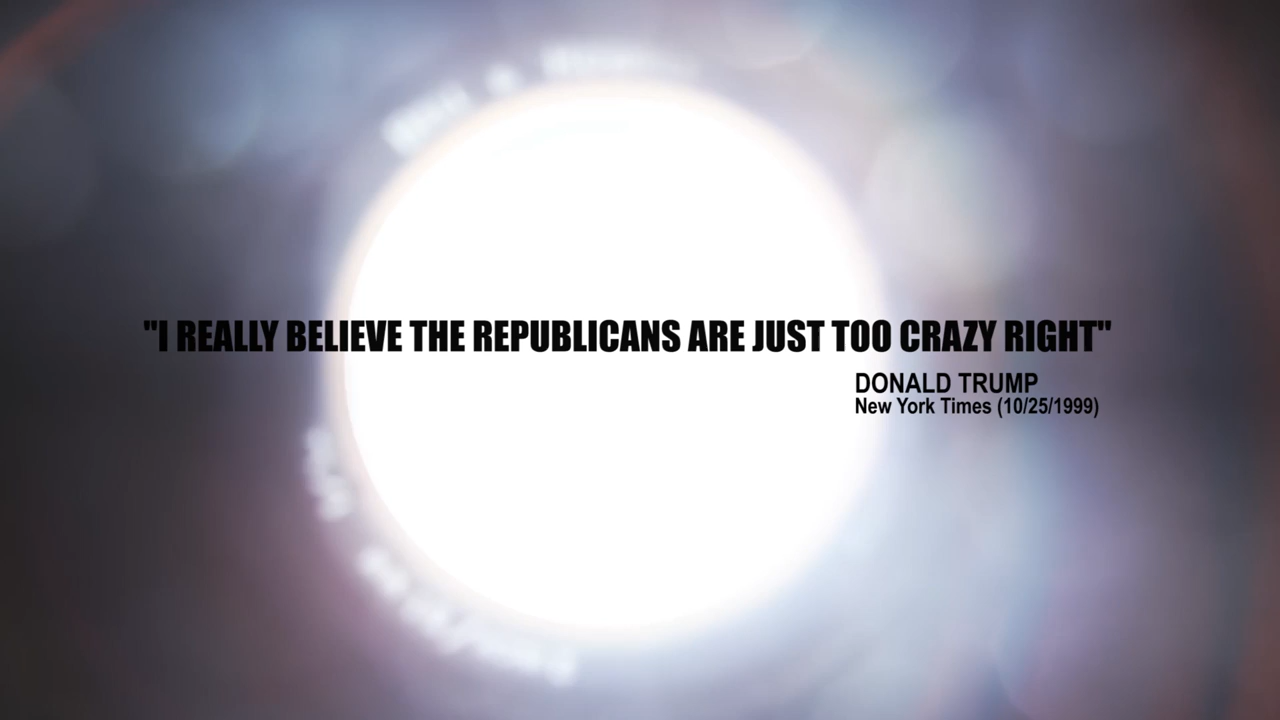 "I REALLY BELIEVE THE REPUBLICANS ARE JUST TOO CRAZY RIGHT"
DONALD TRUMP
New York Times (10/25/1999)